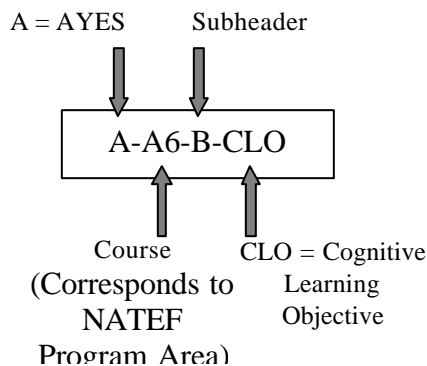 A = AYES
Subheader
A-A6-B-CLO
Course
(Corresponds to
NATEF
Program Area)
CLO = Cognitive
Learning
Objective